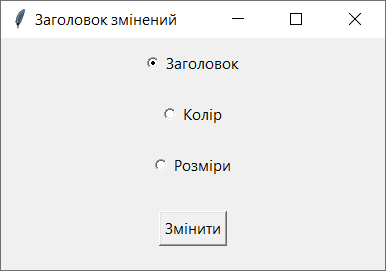 Заголовок змінений
Заголовок
Колір
Розміри
Змінити